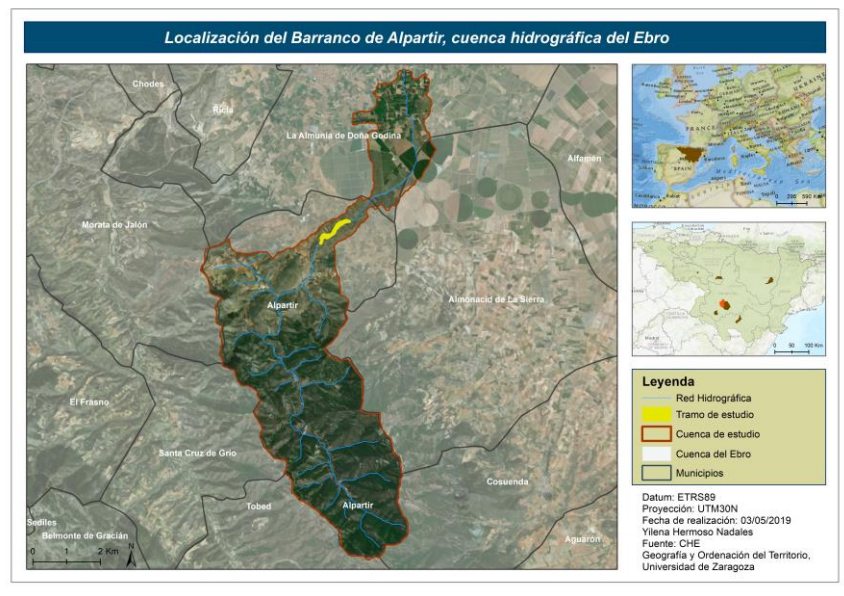 Localización del Barranco de Alpartir, cuenca hidrográfica del Ebro
Chodes
Ricla
La Almunia de Doña Godina
Alfamén
Morata de Jalón
Alpartir
Almonacid de La Sierra
El Frasno
Santa Cruz de Grío
Cosuenda
Tobed
Alpartir
Sediles
Belmonte de Gracián
Aguarón
0 1 2 Km
N
FRANCE
SPAIN
Mediterranean Sea
0 295 590 Km
0 50 100 Km
Leyenda
Red Hidrográfica
Tramo de estudio
Cuenca de estudio
Cuenca del Ebro
Municipios
Datum: ETRS89
Proyección: UTM30N
Fecha de realización: 03/05/2019
Yilena Hermoso Nadales
Fuente: CHE
Geografía y Ordenación del Territorio,
Universidad de Zaragoza